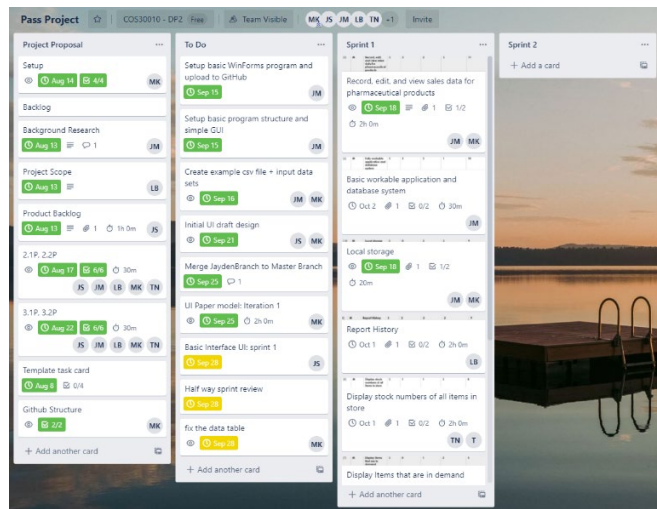 Pass Project
COS30010 - DP2 Free
Team Visible
MK JS JM LB TN +1
Invite
Project Proposal
Setup
Aug 14 4/4
MK
Backlog
Background Research
Aug 13 1
JM
Project Scope
Aug 13
LB
Product Backlog
Aug 13 1 1h 0m
JS
2.1P, 2.2P
Aug 17 6/6 30m
JS JM LB MK TN
3.1P, 3.2P
Aug 22 6/6 30m
JS JM LB MK TN
Template task card
Aug 8 0/4
Github Structure
2/2
MK
+ Add another card
To Do
Setup basic WinForms program and
upload to GitHub
Sep 15
JM
Setup basic program structure and
simple GUI
Sep 15
JM
Create example csv file + input data
sets
Sep 16
JM MK
Initial UI draft design
Sep 21
JS MK
Merge JaydenBranch to Master Branch
Sep 25 1
UI Paper model: Iteration 1
Sep 25 2h 0m
MK
Basic Interface UI: sprint 1
Sep 28
JS
Half way sprint review
Sep 28
fix the data table
Sep 28
MK
+ Add another card
Sprint 1
Record, edit, and view sales data for
pharmaceutical products
Sep 18 1 1/2
2h 0m
JM MK
Basic workable application and
database system
Oct 2 1 0/2 30m
JM
Local storage
Sep 18 1 1/2
20m
JM MK
Report History
Oct 1 1 0/2 2h 0m
LB
Display stock numbers of all items in
store
Oct 1 1 0/2 2h 0m
TN T
Display Items that are in demand
+ Add another card
Sprint 2
+ Add a card